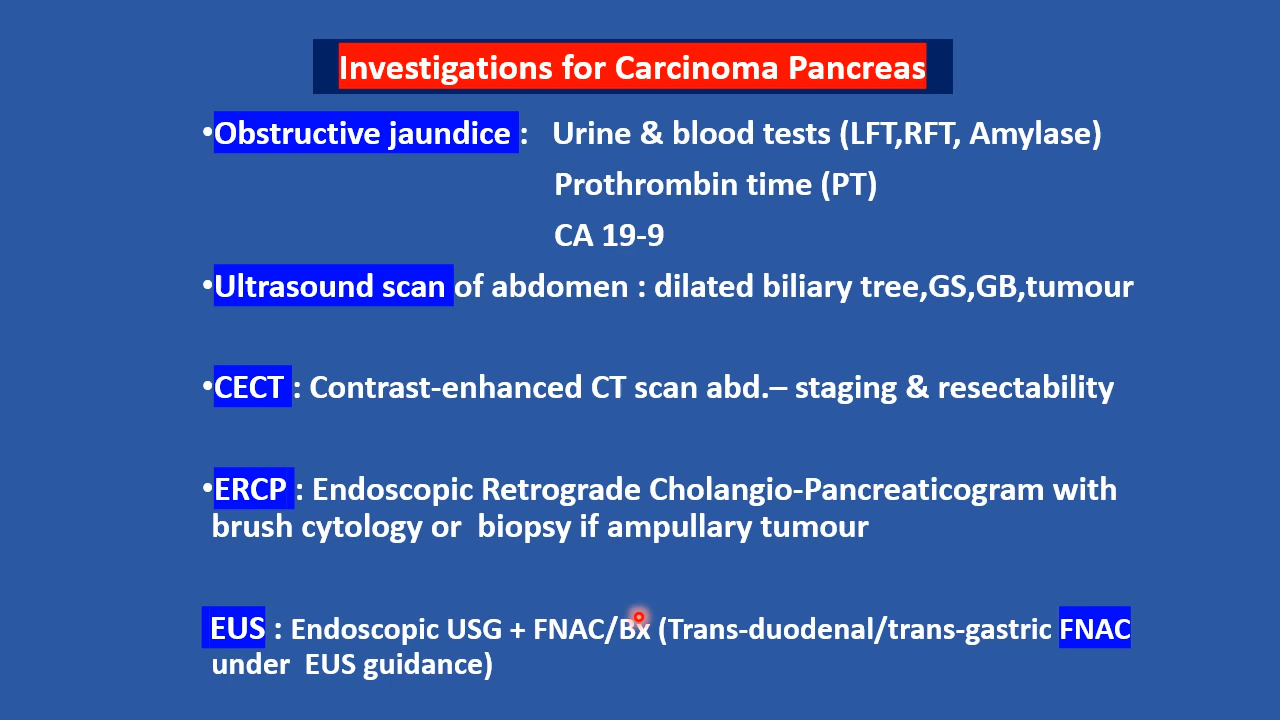 Investigations for Carcinoma Pancreas
•Obstructive jaundice : Urine & blood tests (LFT,RFT, Amylase)
Prothrombin time (PT)
CA 19-9
•Ultrasound scan of abdomen : dilated biliary tree,GS,GB,tumour
•CECT : Contrast-enhanced CT scan abd.– staging & resectability
•ERCP : Endoscopic Retrograde Cholangio-Pancreaticogram with
brush cytology or biopsy if ampullary tumour
EUS : Endoscopic USG + FNAC/Bx (Trans-duodenal/trans-gastric FNAC
under EUS guidance)